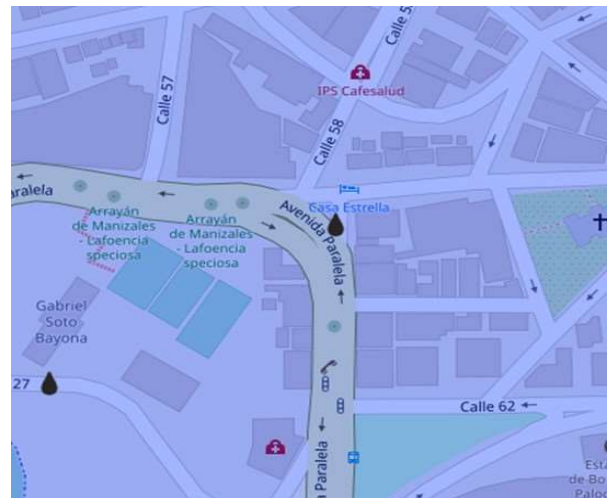 Calle 5
IPS Cafesalud
Calle 57
Calle 58
aralela
Casa Estrella
Avenida Paralela
Arrayán
de Manizales
- Lafoencia
speciosa
Arrayán
de Manizales
- Lafoencia
speciosa
Gabriel
Soto
Bayona
27
Calle 62
a Paralela
Esta
de Bo
Palo